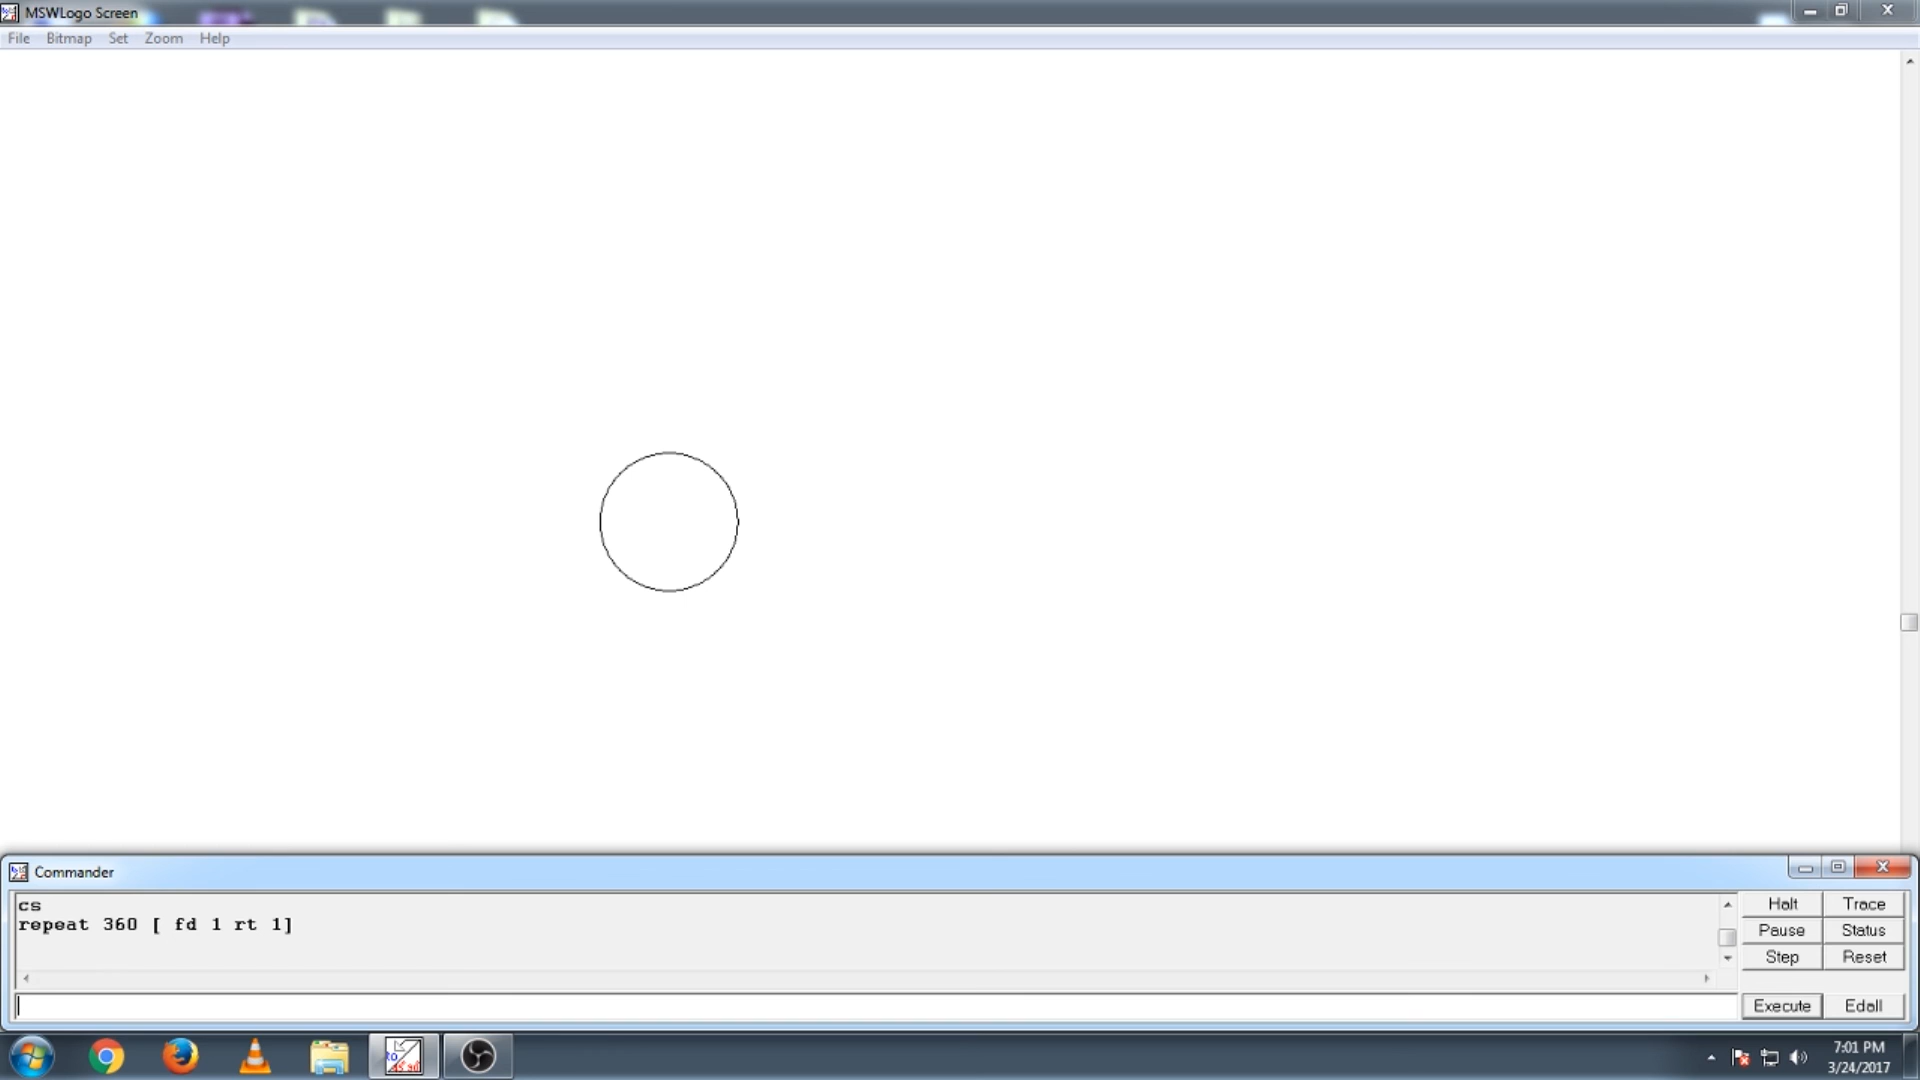 MSWLogo Screen
File Bitmap Set Zoom Help
Commander
cs
repeat 360 [ fd 1 rt 1]
Halt Trace
Pause Status
Step Reset
Execute Edall
7:01 PM
3/24/2017